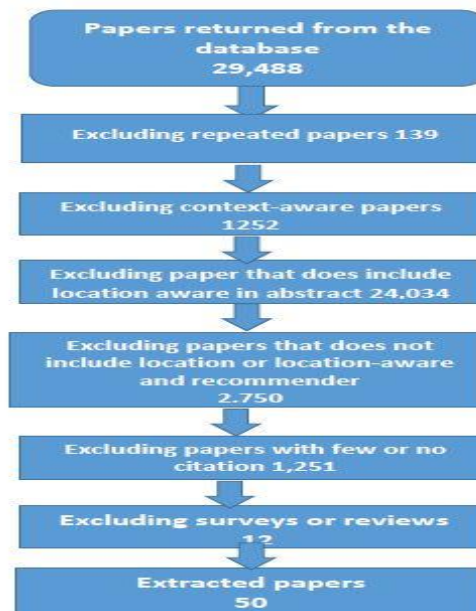 Papers returned from the
database
29,488
Excluding repeated papers 139
Excluding context-aware papers
1252
Excluding paper that does include
location aware in abstract 24,034
Excluding papers that does not
include location or location-aware
and recommender
2.750
Excluding papers with few or no
citation 1,251
Excluding surveys or reviews
12
Extracted papers
50